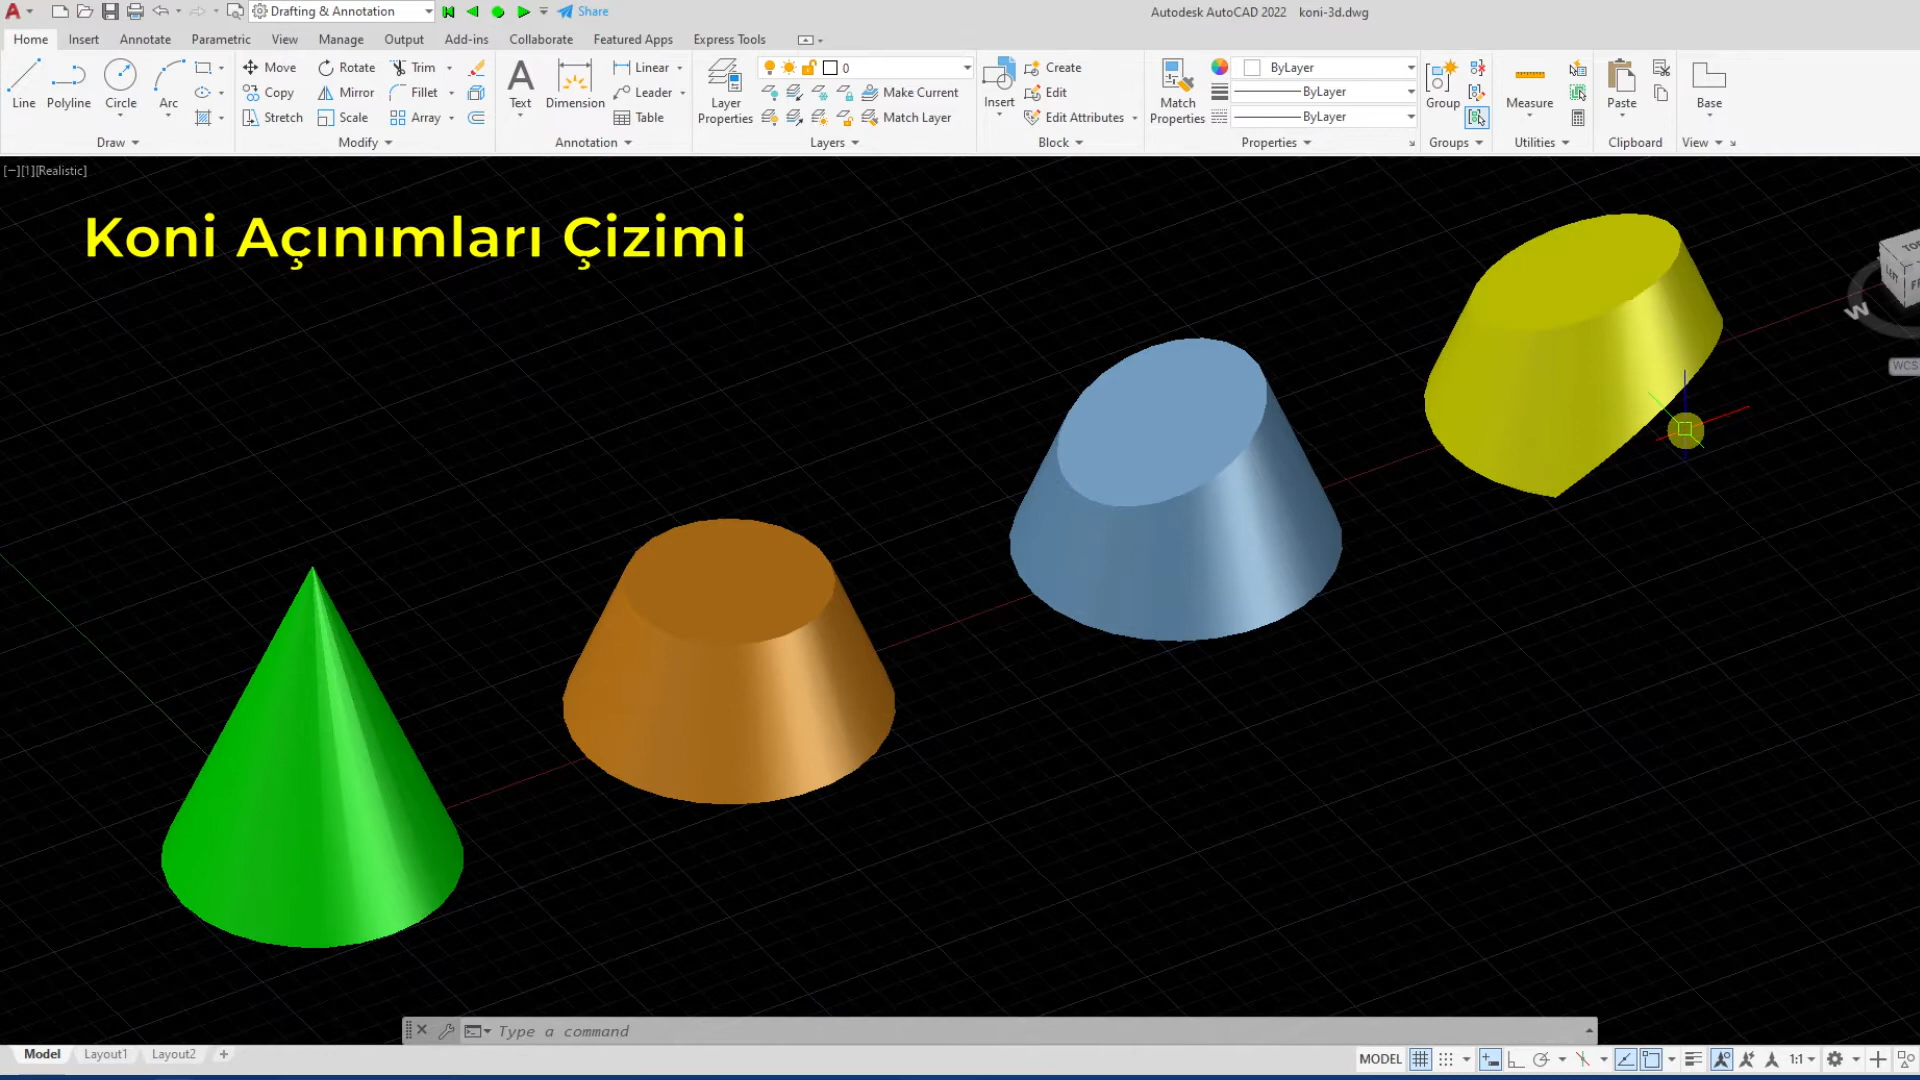 Drafting & Annotation
Share
Autodesk AutoCAD 2022 koni-3d.dwg
Home Insert Annotate Parametric View Manage Output Add-ins Collaborate Featured Apps Express Tools
Line Polyline Circle Arc
Draw
Move Rotate Trim
Copy Mirror Fillet
Stretch Scale Array
Modify
Text Dimension
Linear
Leader
Table
Annotation
Layer Properties
0
Make Current
Match Layer
Layers
Insert
Create
Edit
Edit Attributes
Block
Match Properties
ByLayer
ByLayer
ByLayer
Properties
Group
Groups
Measure
Utilities
Paste
Clipboard
Base
View
[−][1][Realistic]
Koni Açınımları Çizimi
TOP
LEFT
W
WCS
Type a command
Model Layout1 Layout2 +
MODEL
1:1